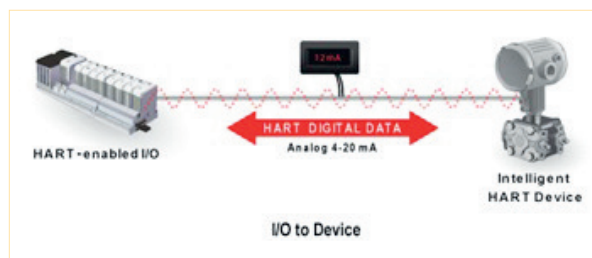 12mA
HART DIGITAL DATA
Analog 4-20 mA
HART-enabled I/O
Intelligent
HART Device
I/O to Device